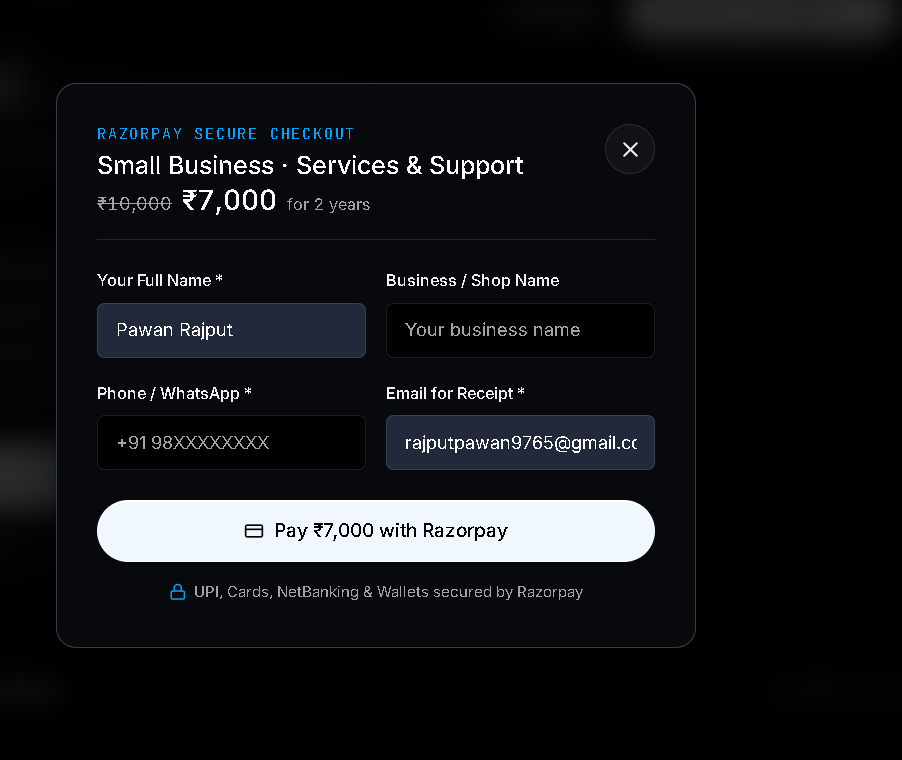 RAZORPAY SECURE CHECKOUT
Small Business · Services & Support
₹10,000 ₹7,000 for 2 years
Your Full Name *
Business / Shop Name
Pawan Rajput
Your business name
Phone / WhatsApp *
Email for Receipt *
+91 98XXXXXXXX
rajputpawan9765@gmail.cc
Pay ₹7,000 with Razorpay
UPI, Cards, NetBanking & Wallets secured by Razorpay